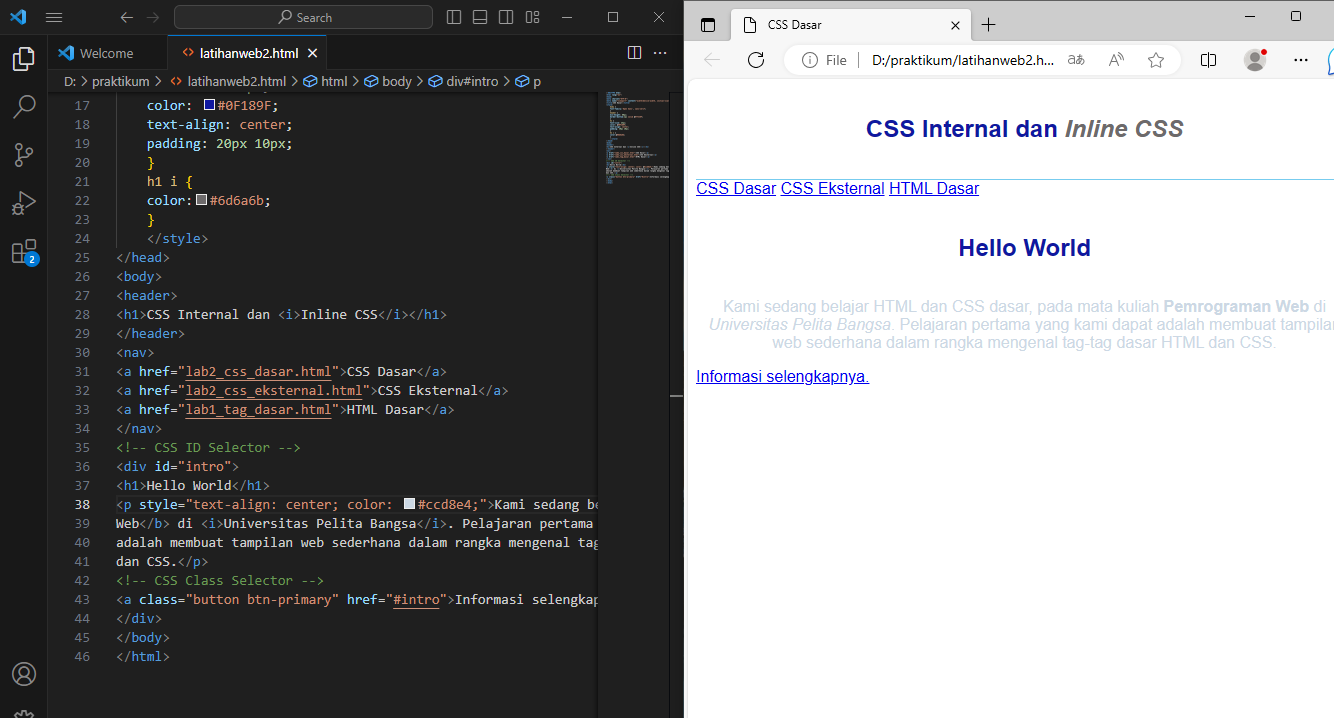 Search
Welcome
latihanweb2.html
D: > praktikum > latihanweb2.html > html > body > div#intro > p
17 color: #0F189F;
18 text-align: center;
19 padding: 20px 10px;
20 }
21 h1 i {
22 color:#6d6a6b;
23 }
24 </style>
25 </head>
26 <body>
27 <header>
28 <h1>CSS Internal dan <i>Inline CSS</i></h1>
29 </header>
30 <nav>
31 <a href="lab2_css_dasar.html">CSS Dasar</a>
32 <a href="lab2_css_eksternal.html">CSS Eksternal</a>
33 <a href="lab1_tag_dasar.html">HTML Dasar</a>
34 </nav>
35 <!-- CSS ID Selector -->
36 <div id="intro">
37 <h1>Hello World</h1>
38 <p style="text-align: center; color: #ccd8e4;">Kami sedang be
39 Web</b> di <i>Universitas Pelita Bangsa</i>. Pelajaran pertama
40 adalah membuat tampilan web sederhana dalam rangka mengenal tag
41 dan CSS.</p>
42 <!-- CSS Class Selector -->
43 <a class="button btn-primary" href="#intro">Informasi selengkap
44 </div>
45 </body>
46 </html>
2
CSS Dasar
File
D:/praktikum/latihanweb2.h...
CSS Internal dan Inline CSS
CSS Dasar CSS Eksternal HTML Dasar
Hello World
Kami sedang belajar HTML dan CSS dasar, pada mata kuliah Pemrograman Web di
Universitas Pelita Bangsa. Pelajaran pertama yang kami dapat adalah membuat tampila
web sederhana dalam rangka mengenal tag-tag dasar HTML dan CSS.
Informasi selengkapnya.